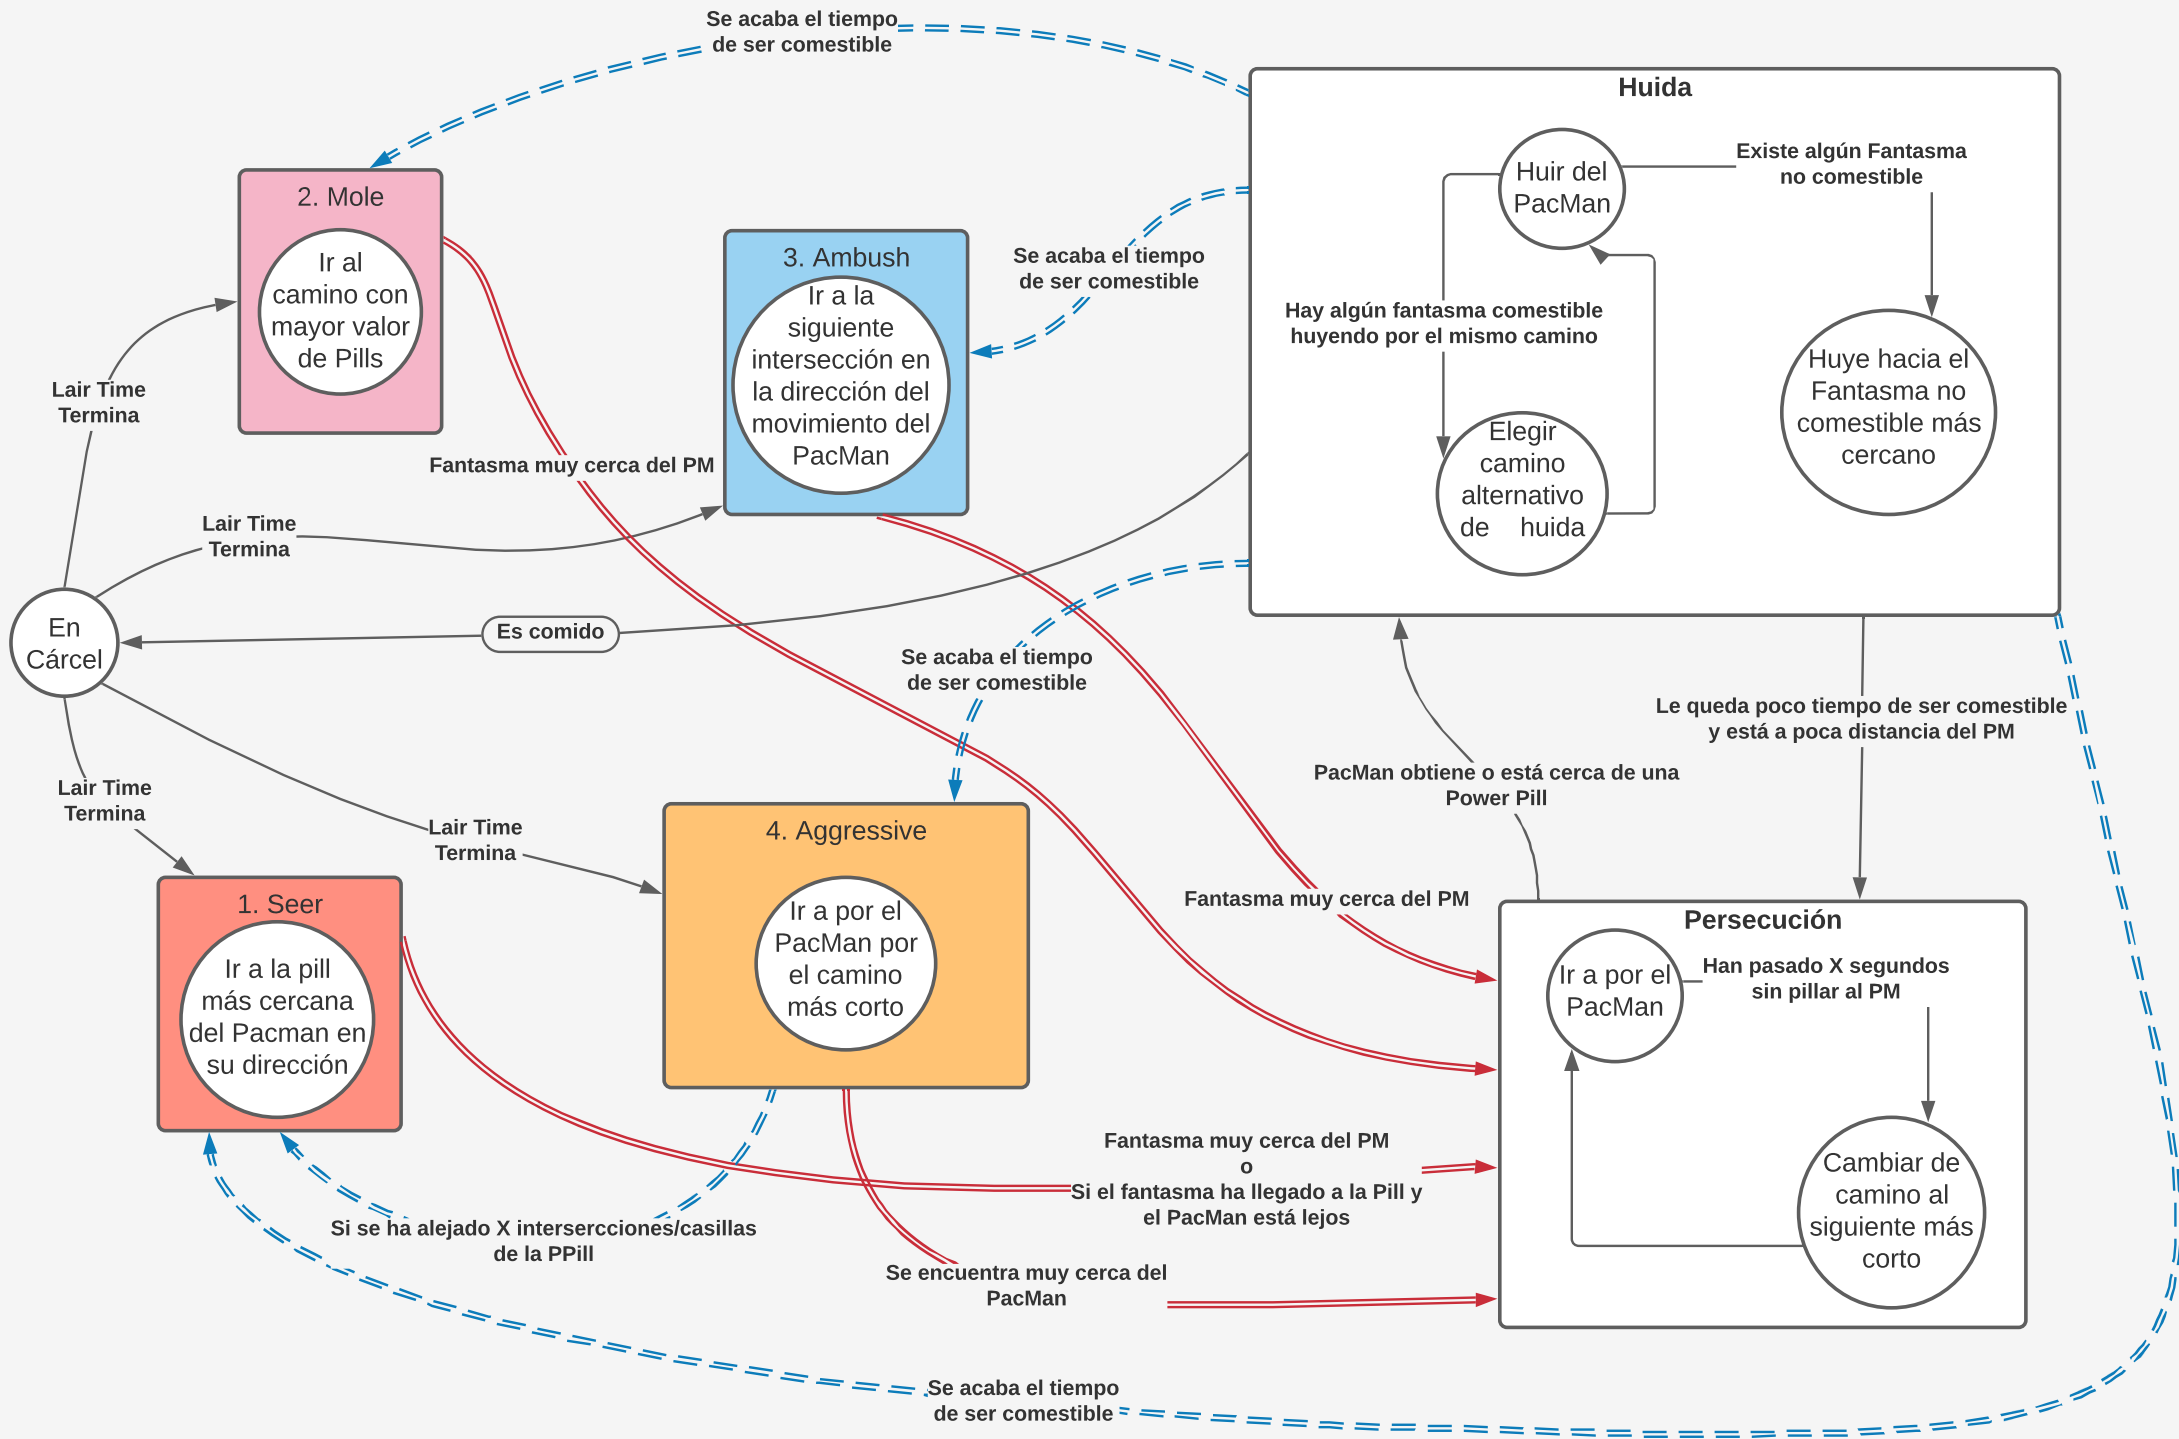 Se acaba el tiempo
de ser comestible
Huida
Huir del
PacMan
Existe algún Fantasma
no comestible
2. Mole
Ir al
camino con
mayor valor
de Pills
3. Ambush
Ir a la
siguiente
intersección en
la dirección del
movimiento del
PacMan
Se acaba el tiempo
de ser comestible
Hay algún fantasma comestible
huyendo por el mismo camino
Huye hacia el
Fantasma no
comestible más
cercano
Elegir
camino
alternativo
de huida
Lair Time
Termina
Fantasma muy cerca del PM
Lair Time
Termina
En
Cárcel
Es comido
Se acaba el tiempo
de ser comestible
Le queda poco tiempo de ser comestible
y está a poca distancia del PM
PacMan obtiene o está cerca de una
Power Pill
Lair Time
Termina
Lair Time
Termina
4. Aggressive
Ir a por el
PacMan por
el camino
más corto
1. Seer
Ir a la pill
más cercana
del Pacman en
su dirección
Fantasma muy cerca del PM
Persecución
Ir a por el
PacMan
Han pasado X segundos
sin pillar al PM
Cambiar de
camino al
siguiente más
corto
Fantasma muy cerca del PM
o
Si el fantasma ha llegado a la Pill y
el PacMan está lejos
Si se ha alejado X intersercciones/casillas
de la PPill
Se encuentra muy cerca del
PacMan
Se acaba el tiempo
de ser comestible